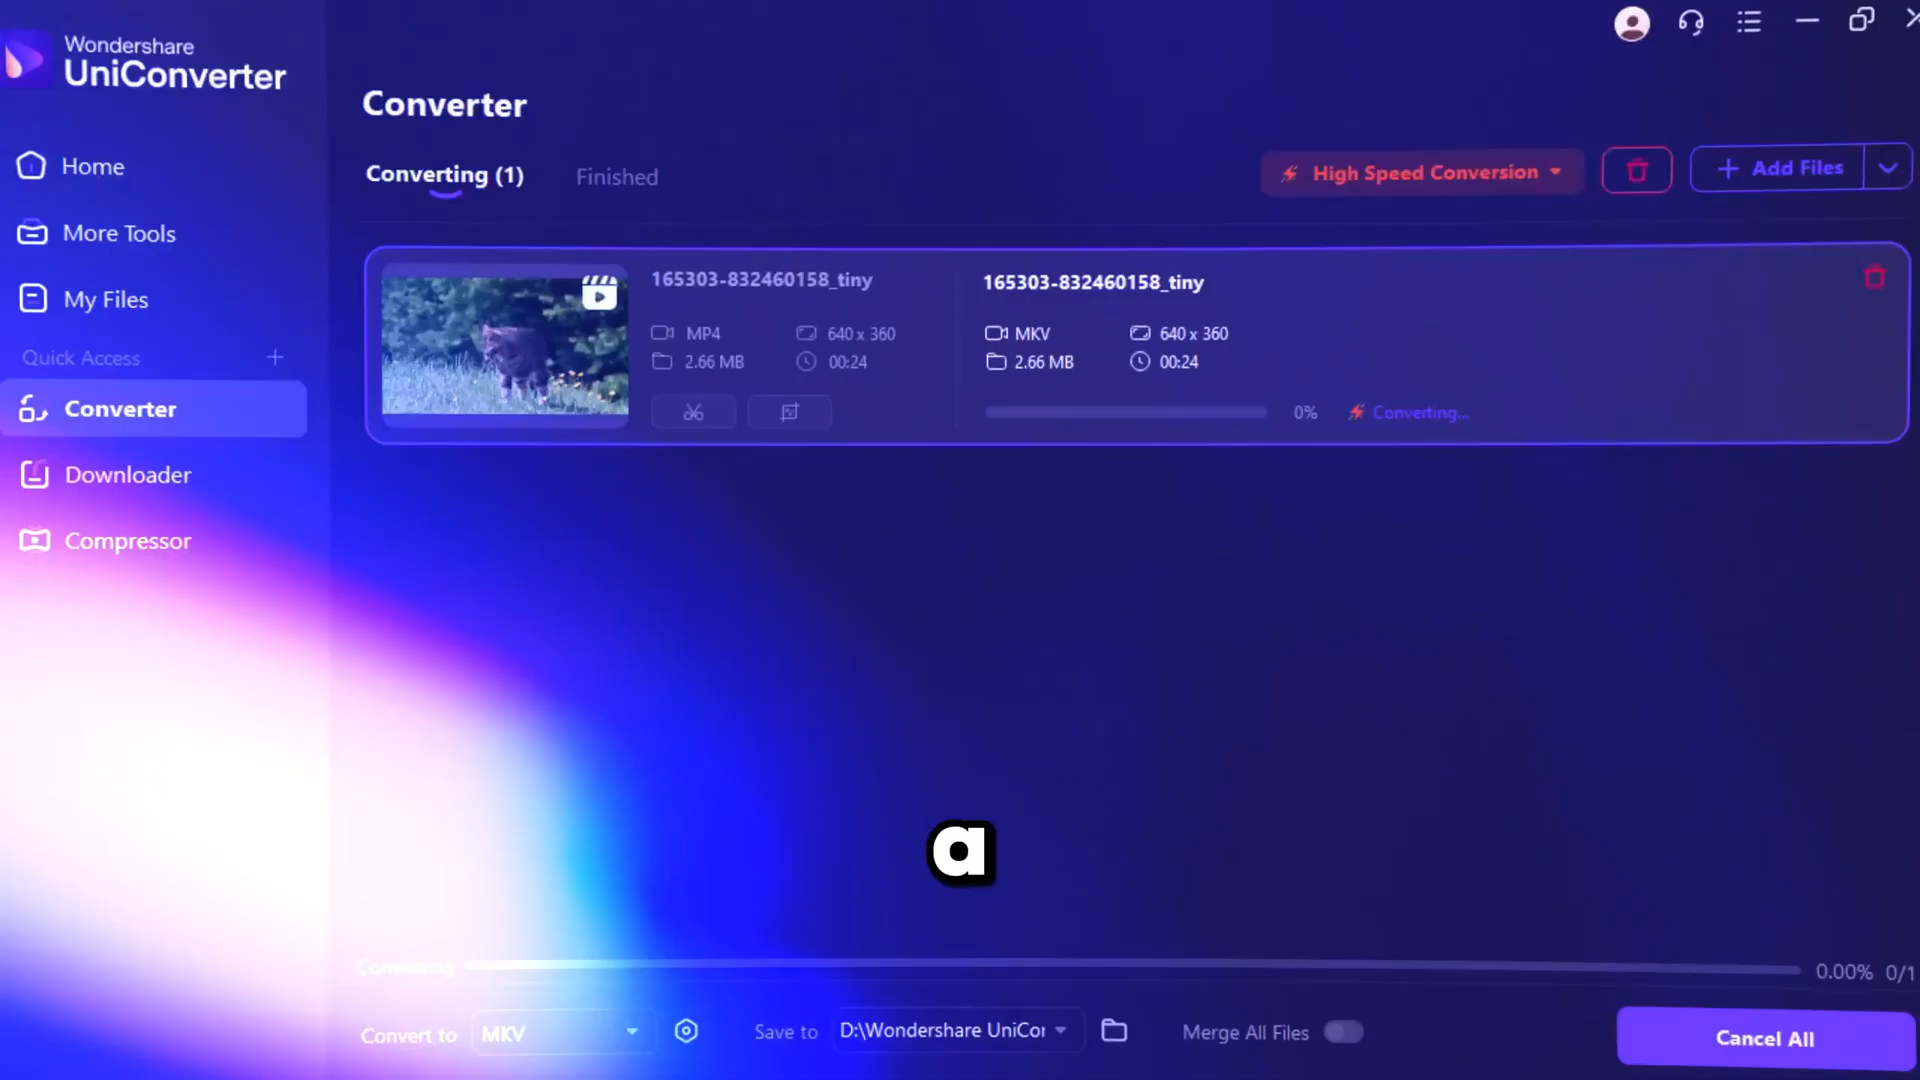 Wondershare
UniConverter
Home
More Tools
My Files
Quick Access
Converter
Downloader
Compressor
Converter
Converting (1)
Finished
High Speed Conversion
Add Files
165303-832460158_tiny
MP4
640 x 360
2.66 MB
00:24
165303-832460158_tiny
MKV
640 x 360
2.66 MB
00:24
0%
Converting...
a
Converting
0.00%
0/1
Convert to
MKV
Save to
D:\Wondershare UniCor
Merge All Files
Cancel All